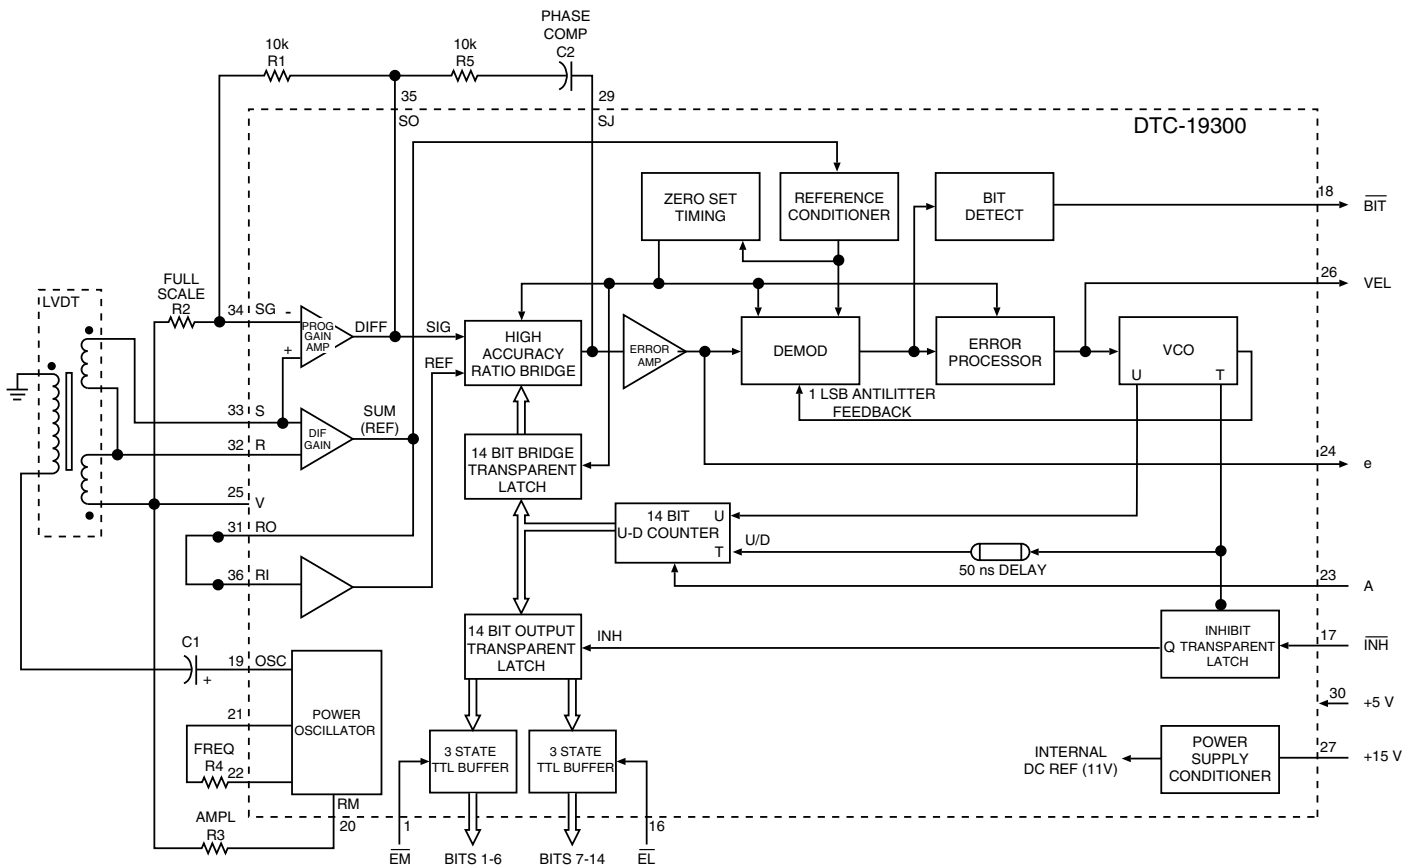 PHASE
COMP
C2
10k
R1
10k
R5
35
SO
29
SJ
DTC-19300
ZERO SET
TIMING
REFERENCE
CONDITIONER
BIT
DETECT
18
BIT
26
VEL
LVDT
FULL
SCALE
R2
34 SG
-
+
PROG
GAIN
AMP
DIFF
SIG
REF
HIGH
ACCURACY
RATIO BRIDGE
ERROR
AMP
DEMOD
ERROR
PROCESSOR
VCO
U T
1 LSB ANTILITTER
FEEDBACK
33 S
32 R
DIF
GAIN
SUM
(REF)
14 BIT BRIDGE
TRANSPARENT
LATCH
24
e
25 V
31 RO
36 RI
14 BIT
U-D COUNTER
U
T
U/D
50 ns DELAY
23
A
14 BIT OUTPUT
TRANSPARENT
LATCH
INH
Q
INHIBIT
TRANSPARENT
LATCH
17
INH
C1
+
19 OSC
21
22
FREQ
R4
POWER
OSCILLATOR
RM
20
AMPL
R3
30
+5 V
3 STATE
TTL BUFFER
3 STATE
TTL BUFFER
INTERNAL
DC REF (11V)
POWER
SUPPLY
CONDITIONER
27
+15 V
1
EM
BITS 1-6
BITS 7-14
16
EL